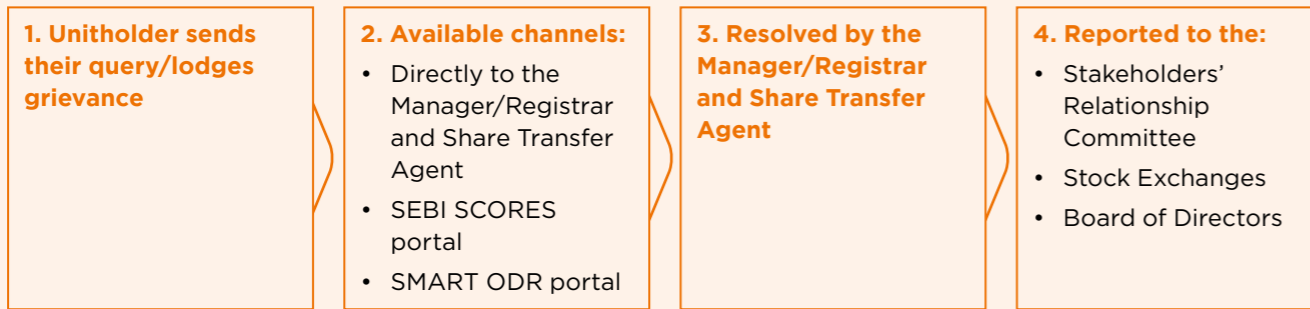 1. Unitholder sends
their query/lodges
grievance
2. Available channels:
• Directly to the
Manager/Registrar
and Share Transfer
Agent
• SEBI SCORES
portal
• SMART ODR portal
3. Resolved by the
Manager/Registrar
and Share Transfer
Agent
4. Reported to the:
• Stakeholders’
Relationship
Committee
• Stock Exchanges
• Board of Directors